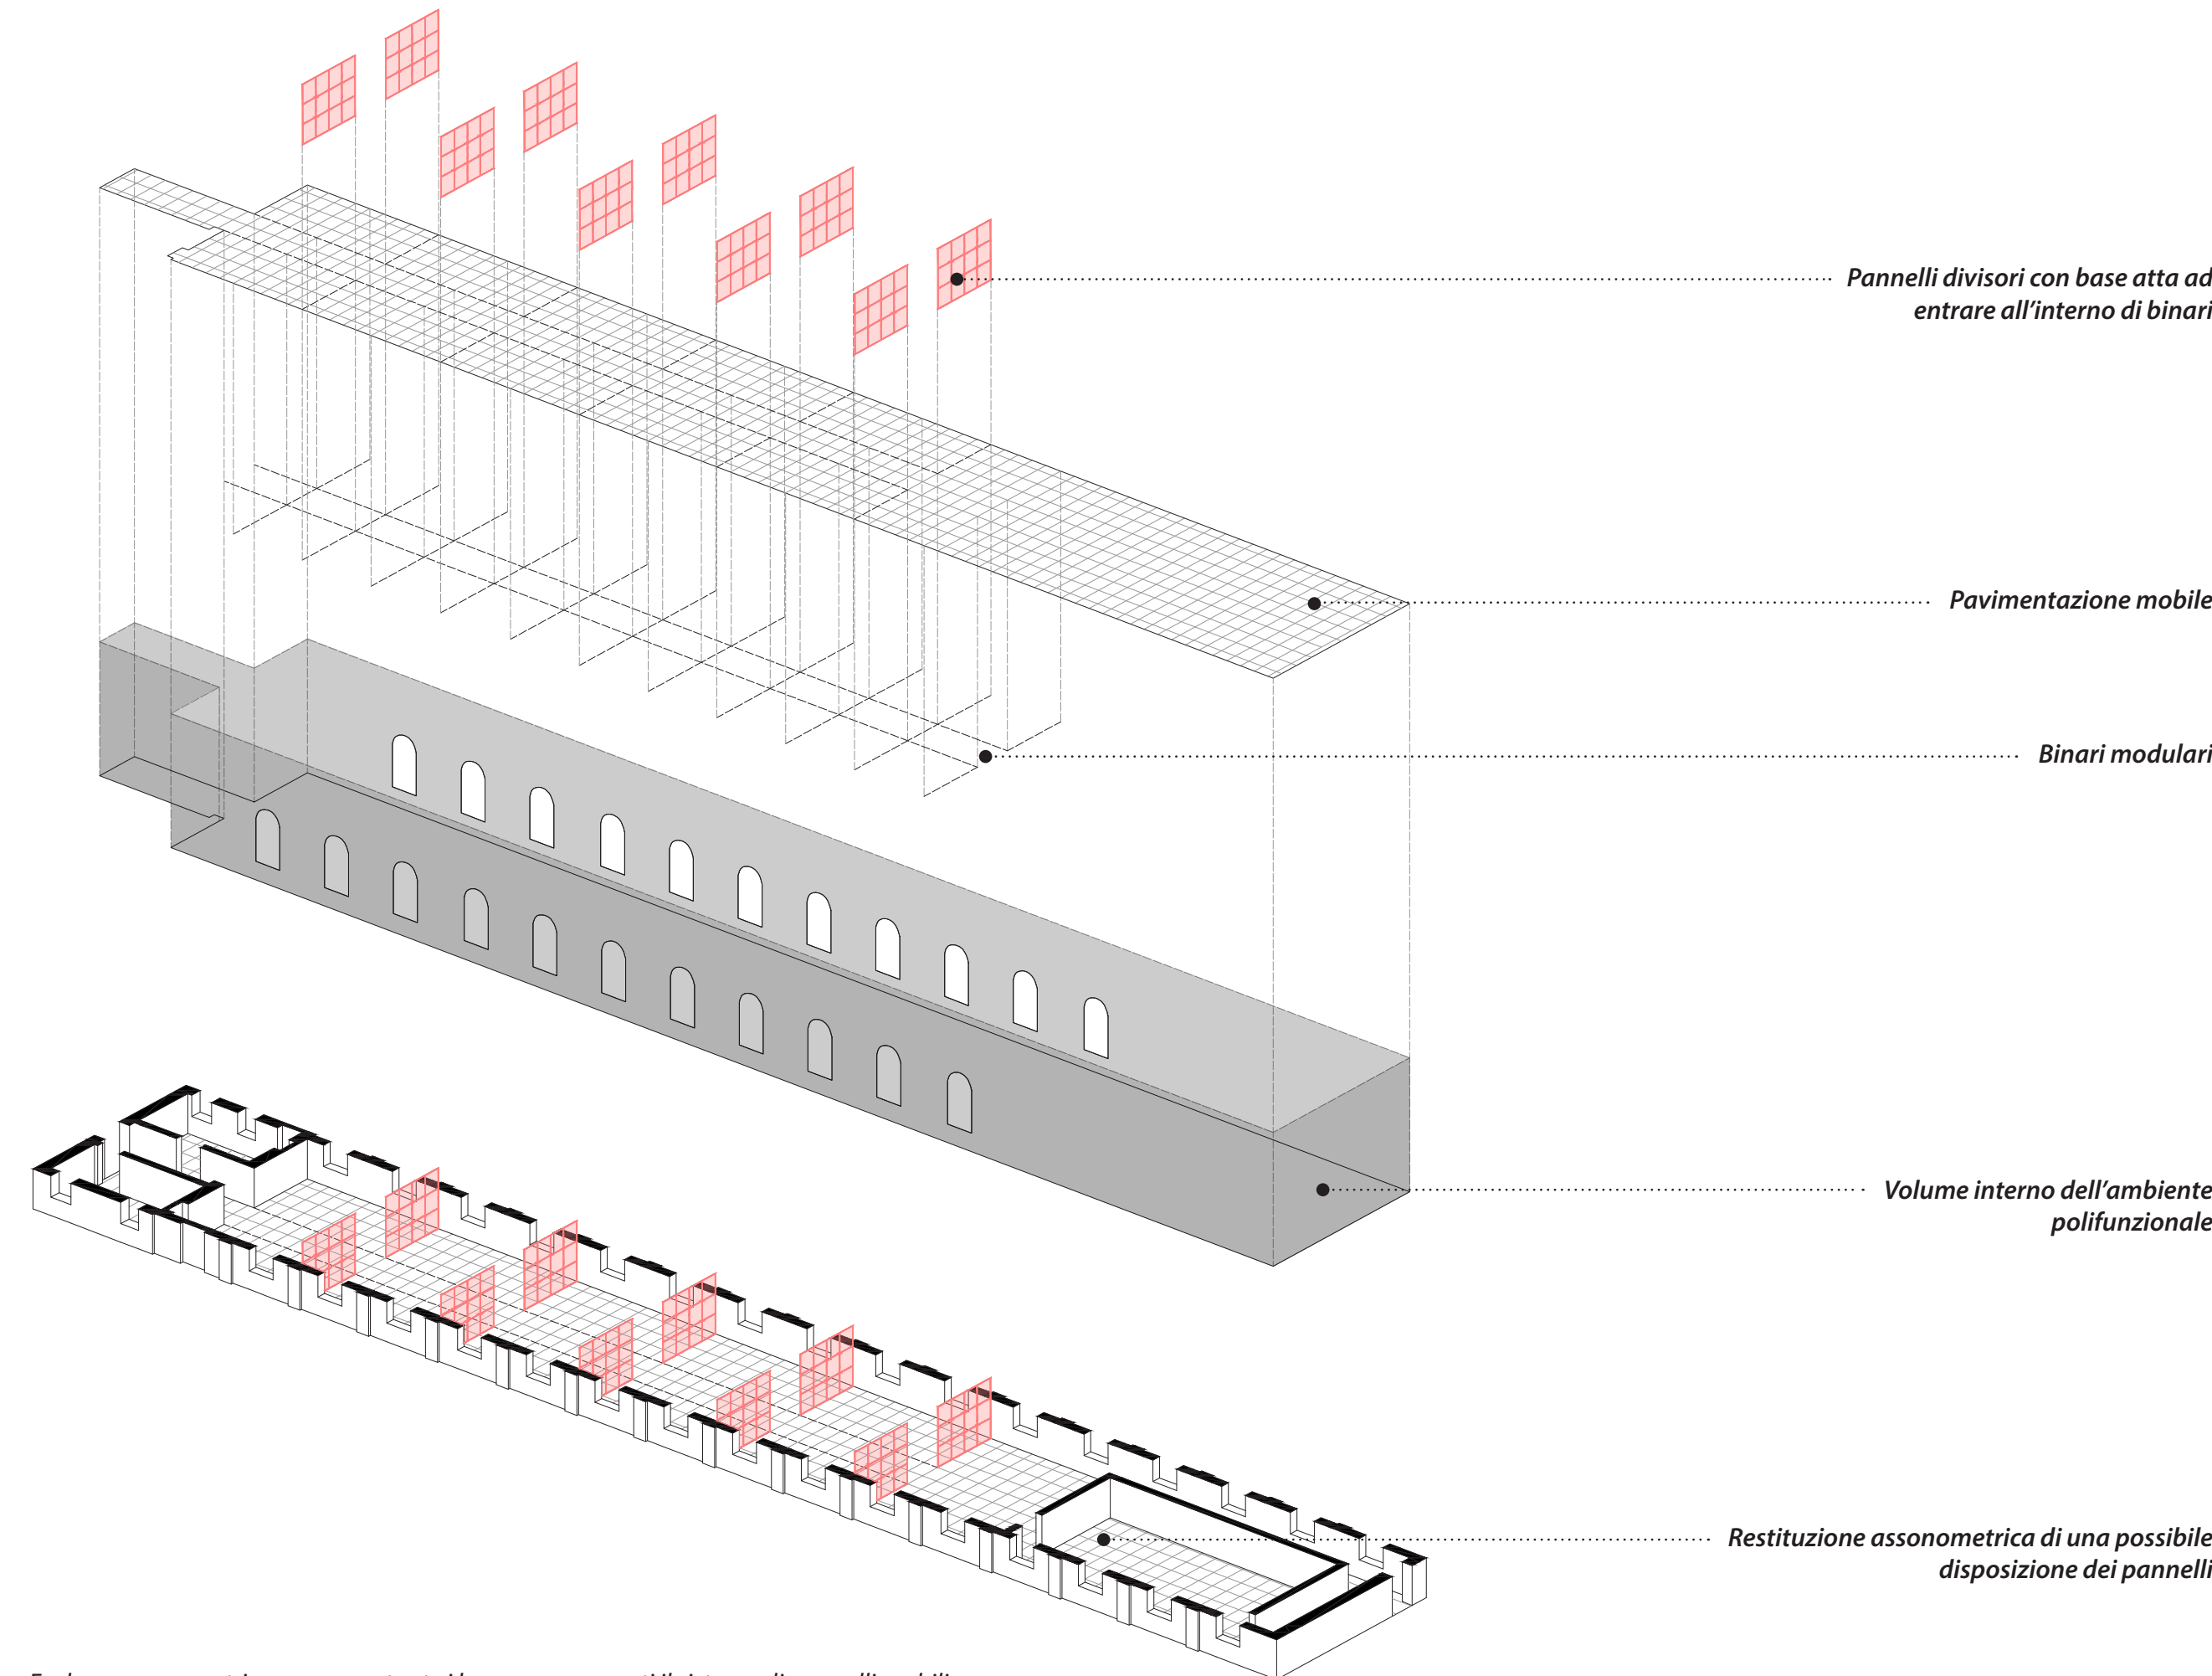 Pannelli divisori con base atta ad
entrare all’interno di binari
Pavimentazione mobile
Binari modulari
Volume interno dell’ambiente
polifunzionale
Restituzione assonometrica di una possibile
disposizione dei pannelli